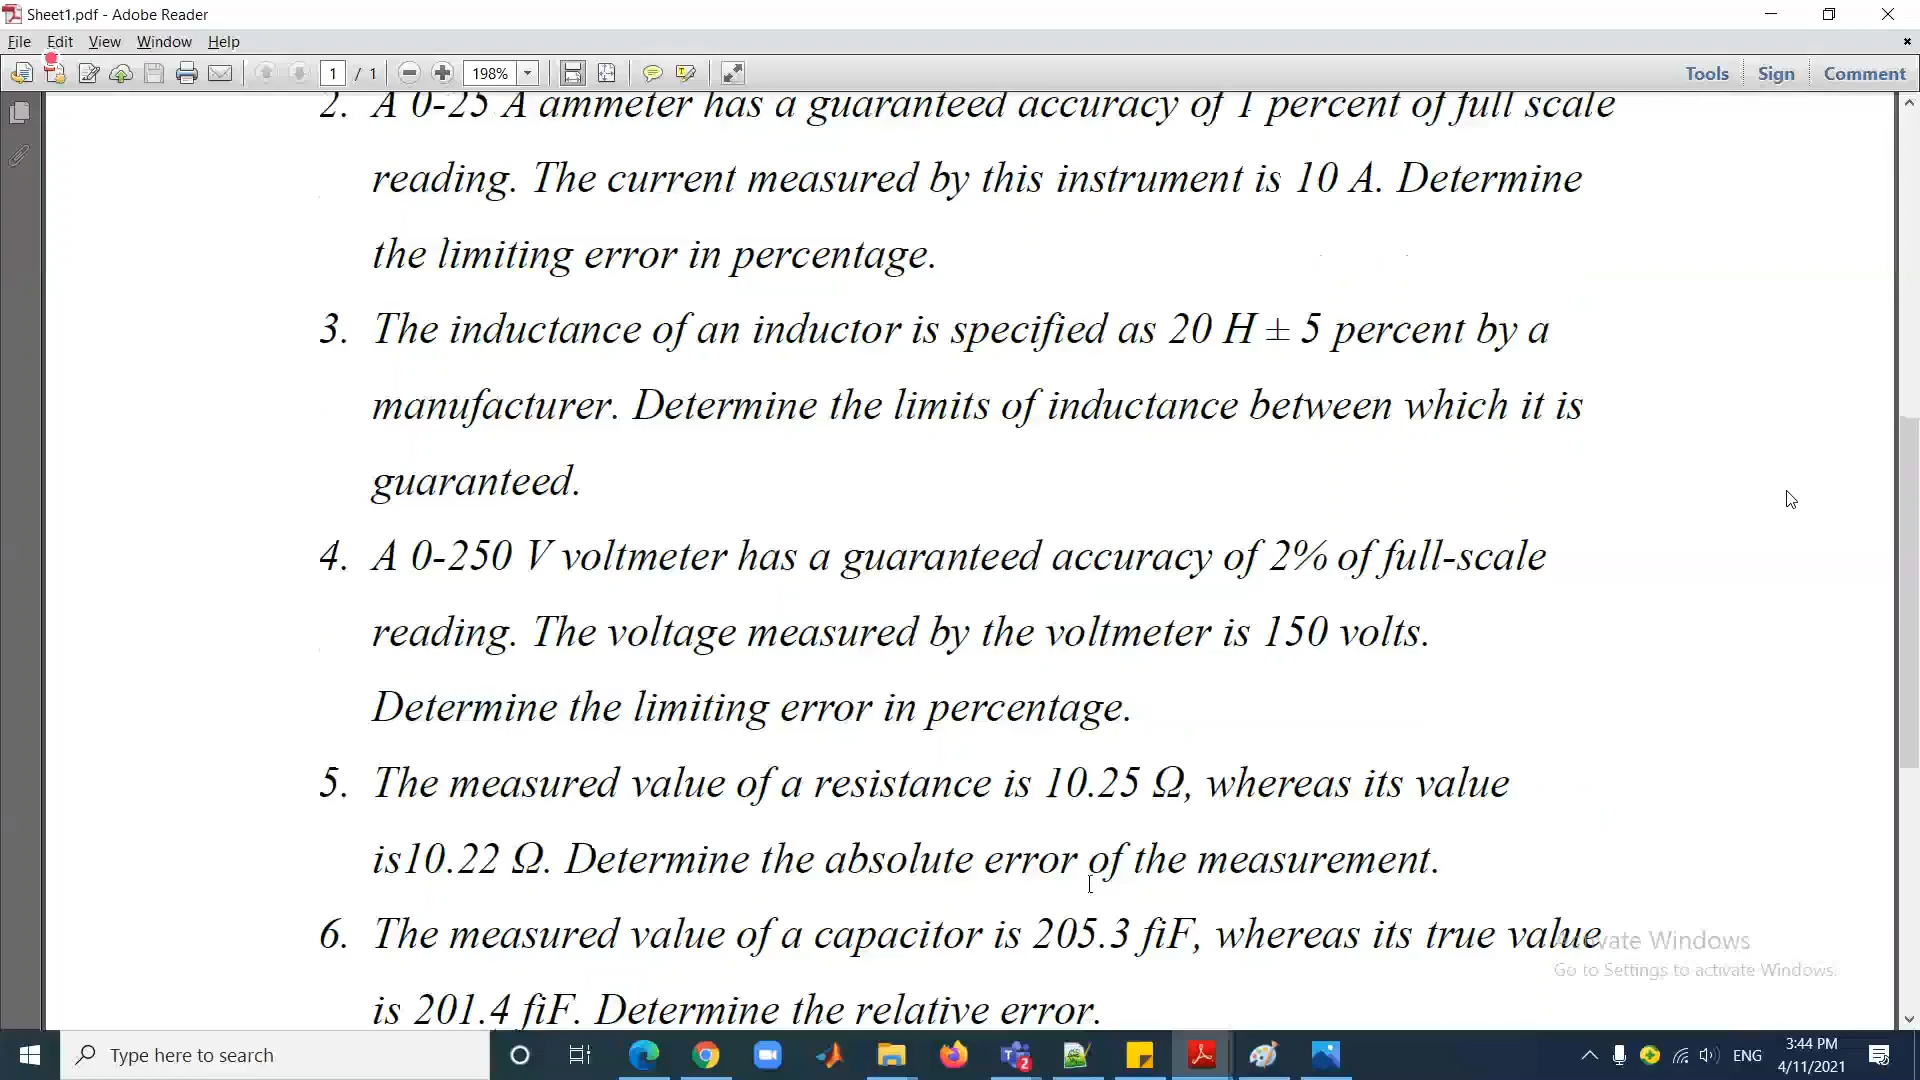 Sheet1.pdf - Adobe Reader
File Edit View Window Help
1 / 1 198% Tools Sign Comment
2. A 0-25 A ammeter has a guaranteed accuracy of 1 percent of full scale
reading. The current measured by this instrument is 10 A. Determine
the limiting error in percentage.
3. The inductance of an inductor is specified as 20 H ± 5 percent by a
manufacturer. Determine the limits of inductance between which it is
guaranteed.
4. A 0-250 V voltmeter has a guaranteed accuracy of 2% of full-scale
reading. The voltage measured by the voltmeter is 150 volts.
Determine the limiting error in percentage.
5. The measured value of a resistance is 10.25 Ω, whereas its value
is10.22 Ω. Determine the absolute error of the measurement.
6. The measured value of a capacitor is 205.3 fiF, whereas its true value
is 201.4 fiF. Determine the relative error.
Activate Windows
Go to Settings to activate Windows.
Type here to search
2
ENG
3:44 PM
4/11/2021